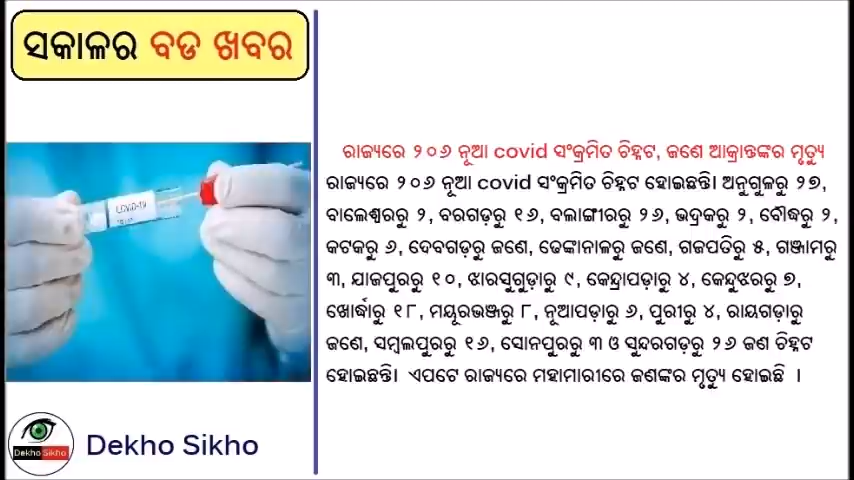 ସକାଳର ବଡ ଖବର
ରାଜ୍ୟରେ ୨୦୬ ନୂଆ covid ସଂକ୍ରମିତ ଚିହ୍ନଟ, ଜଣେ ଆକ୍ରାନ୍ତଙ୍କର ମୃତ୍ୟୁ
ରାଜ୍ୟରେ ୨୦୬ ନୂଆ covid ସଂକ୍ରମିତ ଚିହ୍ନଟ ହୋଇଛନ୍ତି। ଅନୁଗୁଳରୁ ୨୭,
ବାଲେଶ୍ଵରରୁ ୨, ବରଗଡ଼ରୁ ୧୬, ବଲାଙ୍ଗୀରରୁ ୨୬, ଭଦ୍ରକରୁ ୨, ବୌଦ୍ଧରୁ ୨,
କଟକରୁ ୬, ଦେବଗଡ଼ରୁ ଜଣେ, ଢେଙ୍କାନାଳରୁ ଜଣେ, ଗଜପତିରୁ ୫, ଗଞ୍ଜାମରୁ
୩, ଯାଜପୁରରୁ ୧୦, ଝାରସୁଗୁଡ଼ାରୁ ୯, କେନ୍ଦ୍ରାପଡ଼ାରୁ ୪, କେନ୍ଦୁଝରରୁ ୭,
ଖୋର୍ଦ୍ଧାରୁ ୧୮, ମୟୂରଭଞ୍ଜରୁ ୮, ନୂଆପଡ଼ାରୁ ୬, ପୁରୀରୁ ୪, ରାୟଗଡ଼ାରୁ
ଜଣେ, ସମ୍ବଲପୁରରୁ ୧୬, ସୋନପୁରରୁ ୩ ଓ ସୁନ୍ଦରଗଡ଼ରୁ ୨୬ ଜଣ ଚିହ୍ନଟ
ହୋଇଛନ୍ତି। ଏପଟେ ରାଜ୍ୟରେ ମହାମାରୀରେ ଜଣଙ୍କର ମୃତ୍ୟୁ ହୋଇଛି ।
COVID-19
Dekho Sikho
Dekho Sikho